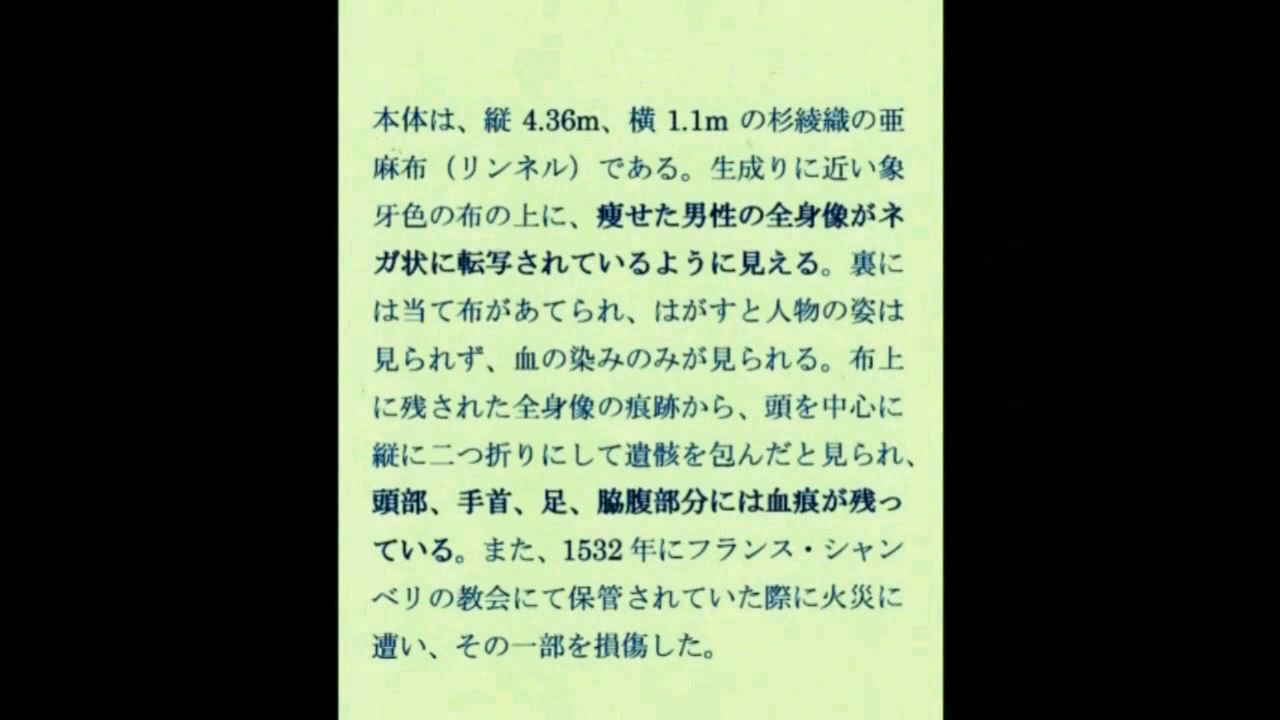 本体は、縦 4.36m、横 1.1m の杉綾織の亜
麻布（リンネル）である。生成りに近い象
牙色の布の上に、痩せた男性の全身像がネ
ガ状に転写されているように見える。裏に
は当て布があてられ、はがすと人物の姿は
見られず、血の染みのみが見られる。布上
に残された全身像の痕跡から、頭を中心に
縦に二つ折りにして遺骸を包んだと見られ、
頭部、手首、足、脇腹部分には血痕が残っ
ている。また、1532 年にフランス・シャン
ベリの教会にて保管されていた際に火災に
遭い、その一部を損傷した。